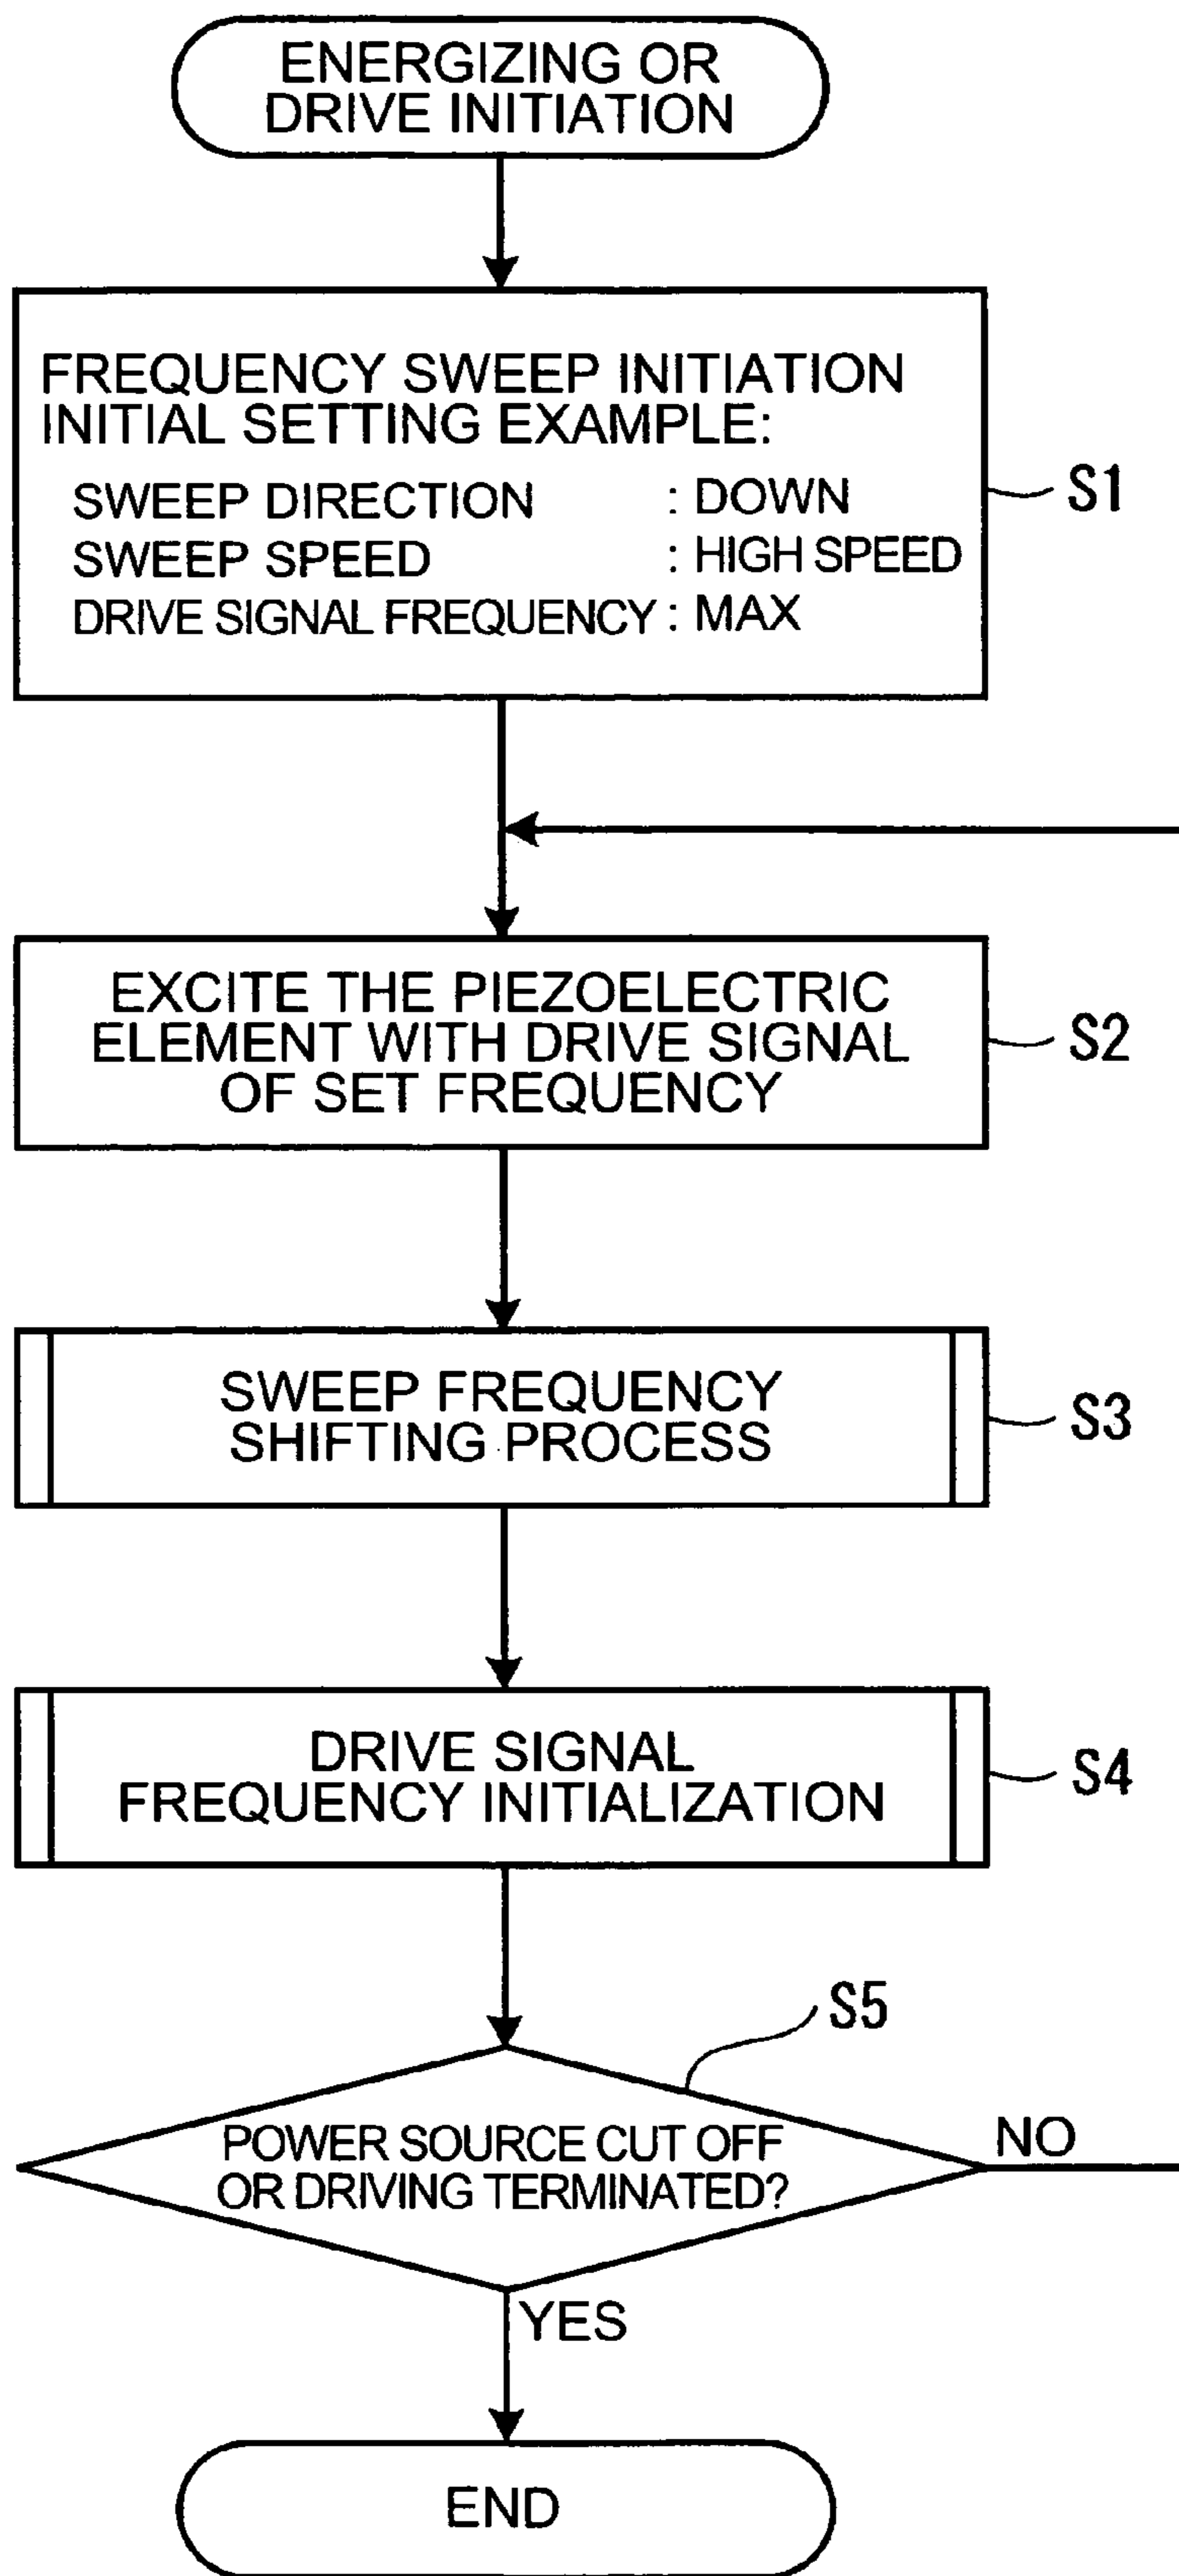 ENERGIZING OR
DRIVE INITIATION
FREQUENCY SWEEP INITIATION
INITIAL SETTING EXAMPLE:
SWEEP DIRECTION : DOWN
SWEEP SPEED : HIGH SPEED
DRIVE SIGNAL FREQUENCY : MAX
S1
EXCITE THE PIEZOELECTRIC
ELEMENT WITH DRIVE SIGNAL
OF SET FREQUENCY
S2
SWEEP FREQUENCY
SHIFTING PROCESS
S3
DRIVE SIGNAL
FREQUENCY INITIALIZATION
S4
S5
POWER SOURCE CUT OFF
OR DRIVING TERMINATED?
NO
YES
END